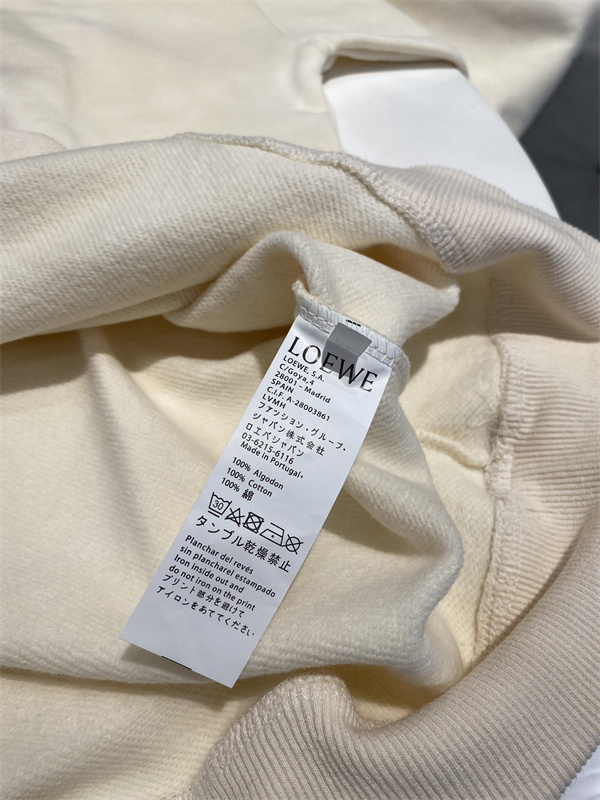 LOEWE
LOEWE, S.A.
C/Goya,4
28001 – Madrid
SPAIN
C.I.F. A-28003861
LVMH
ファッション・グループ・
ジャパン株式会社
ロエベジャパン
03-6215-6116
Made in Portugal•
100% Algodon
100% Cotton
100% 綿
30
タンブル乾燥禁止
Planchar del revés
sin plancharel estampado
Iron inside out and
do not iron on the print
プリント部分を避けて
アイロンをあててください